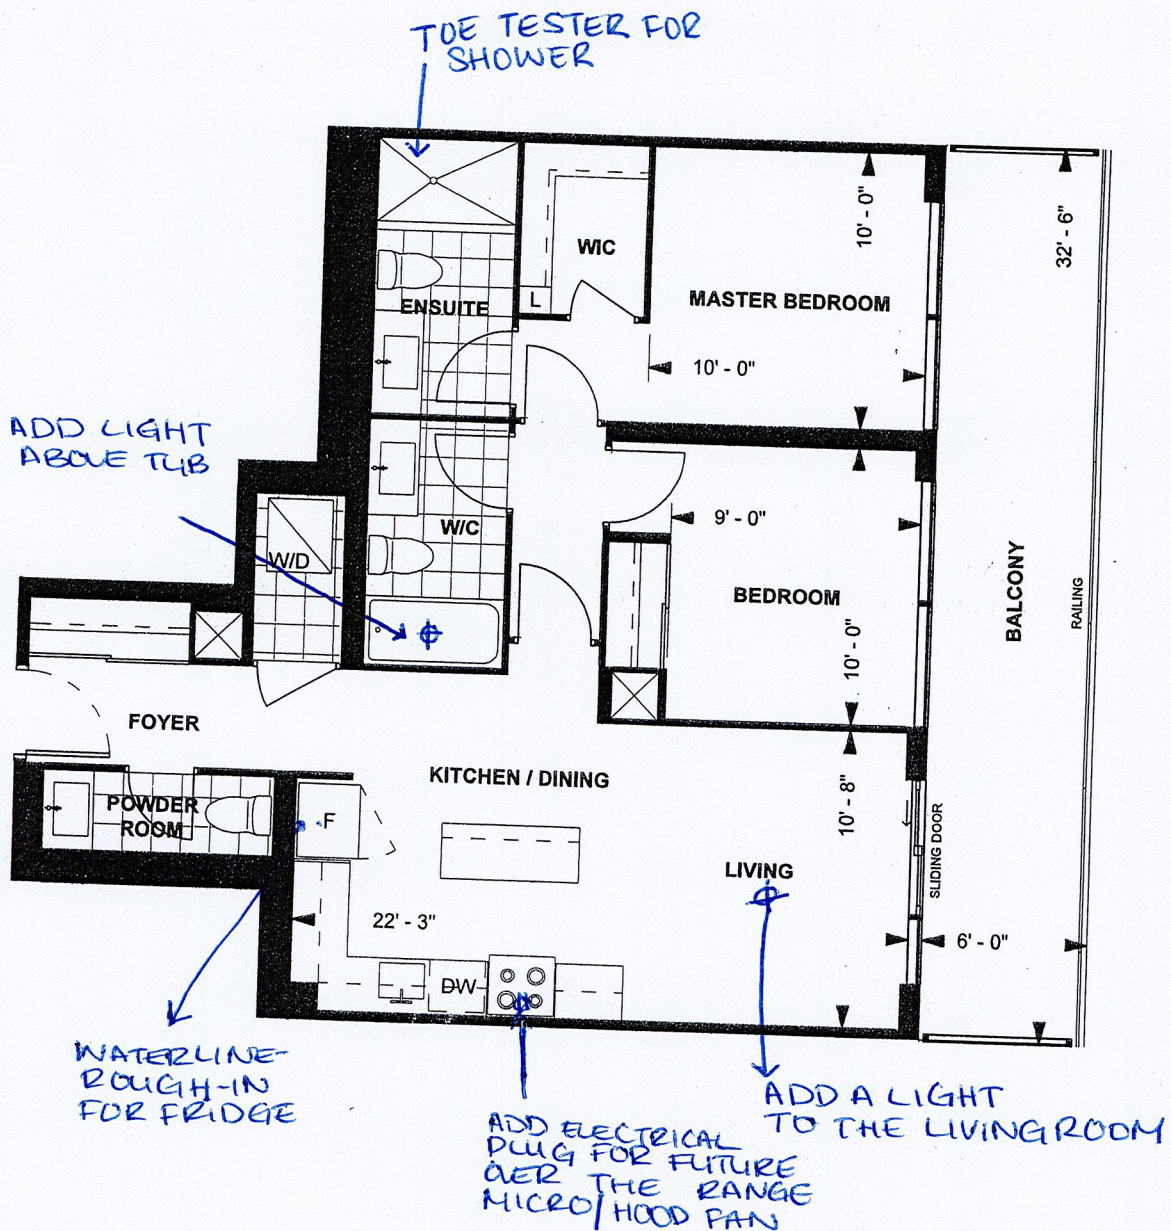 TOE TESTER FOR
SHOWER
10' - 0"
32' - 6"
WIC
L
ENSUITE
MASTER BEDROOM
10' - 0"
ADD LIGHT
ABOVE TUB
9' - 0"
W/C
W/D
BEDROOM
BALCONY
RAILING
10' - 0"
FOYER
KITCHEN / DINING
POWDER
ROOM
F
10' - 8"
SLIDING DOOR
LIVING
22' - 3"
6' - 0"
DW
WATERLINE-
ROUGH-IN
FOR FRIDGE
ADD A LIGHT
TO THE LIVINGROOM
ADD ELECTRICAL
PLUG FOR FUTURE
OER THE RANGE
MICRO/HOOD FAN